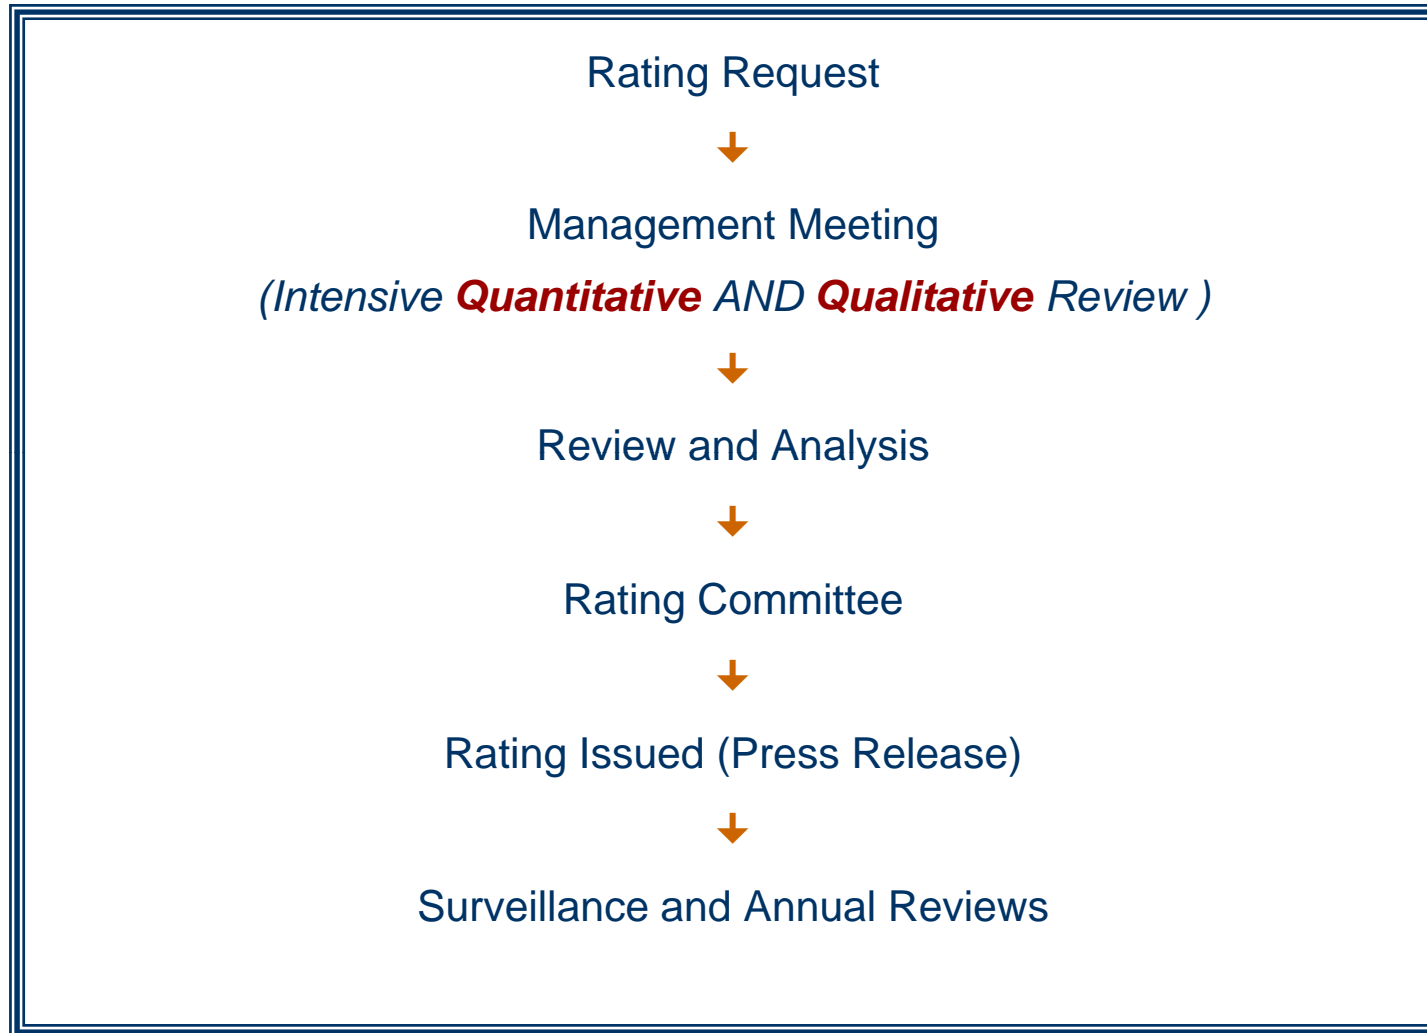 Rating Request
Management Meeting
(Intensive Quantitative AND Qualitative Review )
Review and Analysis
Rating Committee
Rating Issued (Press Release)
Surveillance and Annual Reviews